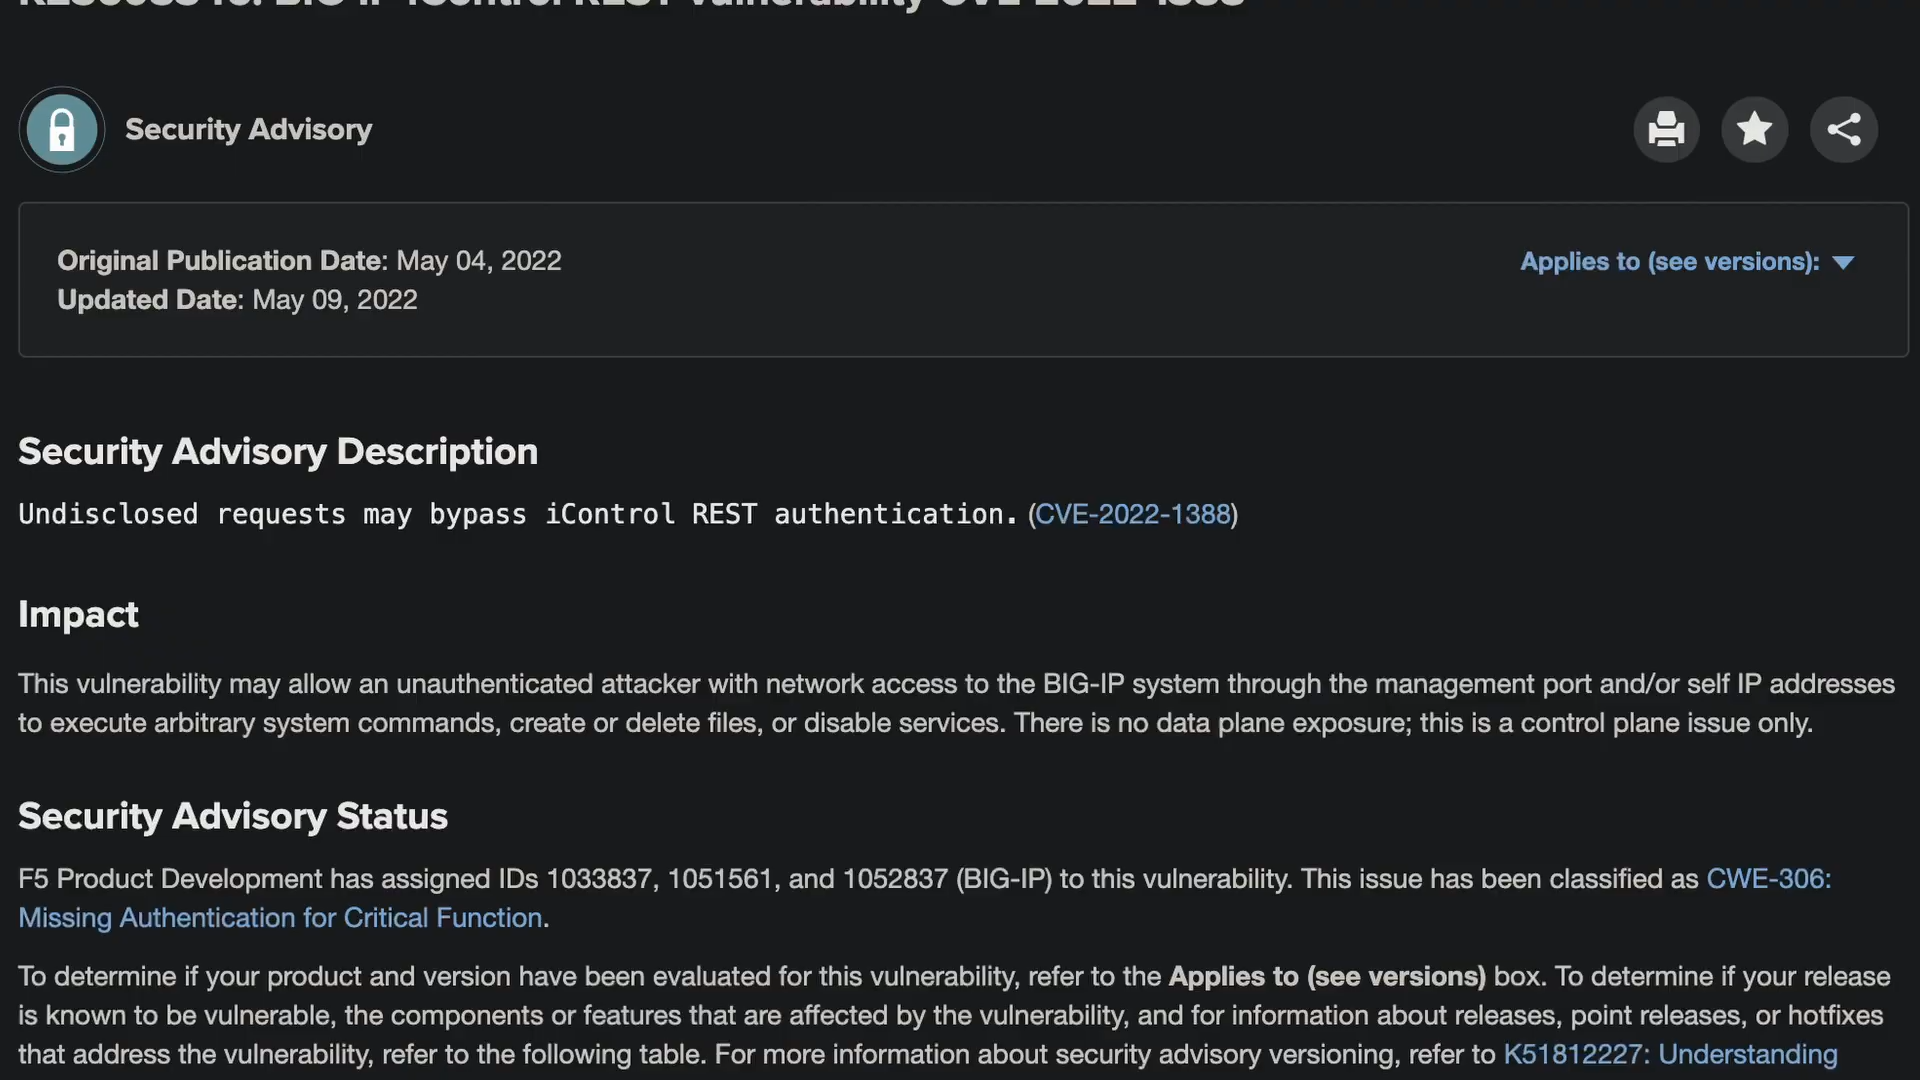 BIG-IP iControl REST vulnerability CVE-2022-1388
Security Advisory
Original Publication Date: May 04, 2022
Applies to (see versions):
Updated Date: May 09, 2022
Security Advisory Description
Undisclosed requests may bypass iControl REST authentication. (CVE-2022-1388)
Impact
This vulnerability may allow an unauthenticated attacker with network access to the BIG-IP system through the management port and/or self IP addresses
to execute arbitrary system commands, create or delete files, or disable services. There is no data plane exposure; this is a control plane issue only.
Security Advisory Status
F5 Product Development has assigned IDs 1033837, 1051561, and 1052837 (BIG-IP) to this vulnerability. This issue has been classified as CWE-306:
Missing Authentication for Critical Function.
To determine if your product and version have been evaluated for this vulnerability, refer to the Applies to (see versions) box. To determine if your release
is known to be vulnerable, the components or features that are affected by the vulnerability, and for information about releases, point releases, or hotfixes
that address the vulnerability, refer to the following table. For more information about security advisory versioning, refer to K51812227: Understanding